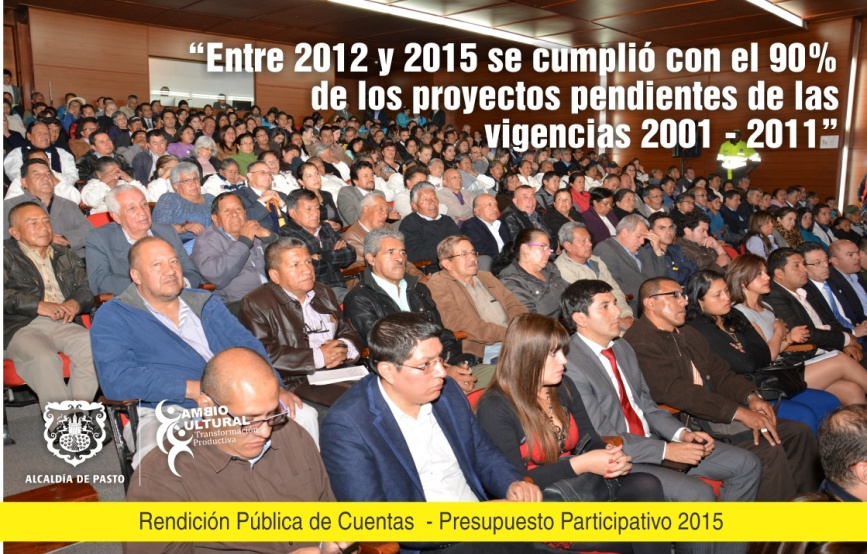 “Entre 2012 y 2015 se cumplió con el 90%
de los proyectos pendientes de las
vigencias 2001 - 2011”
ALCALDÍA DE PASTO
CAMBIO
CULTURAL
Transformación
Productiva
Rendición Pública de Cuentas - Presupuesto Participativo 2015